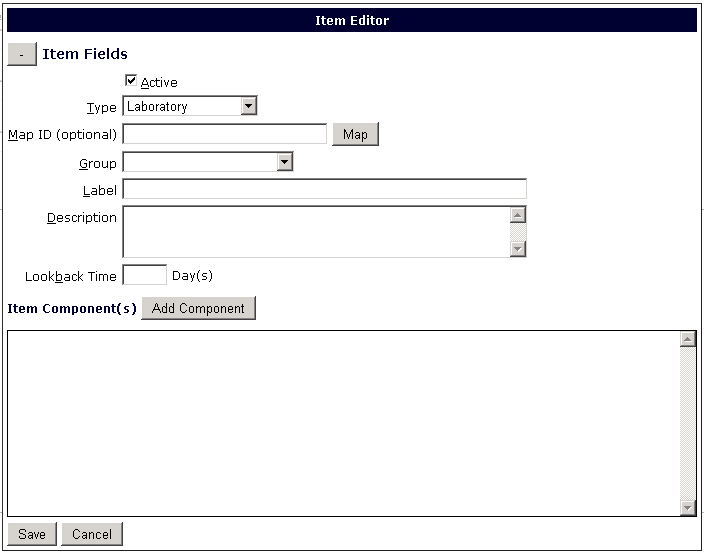 Item Editor
- Item Fields
Active
Type Laboratory
Map ID (optional) Map
Group
Label
Description
Lookback Time Day(s)
Item Component(s) Add Component
Save Cancel